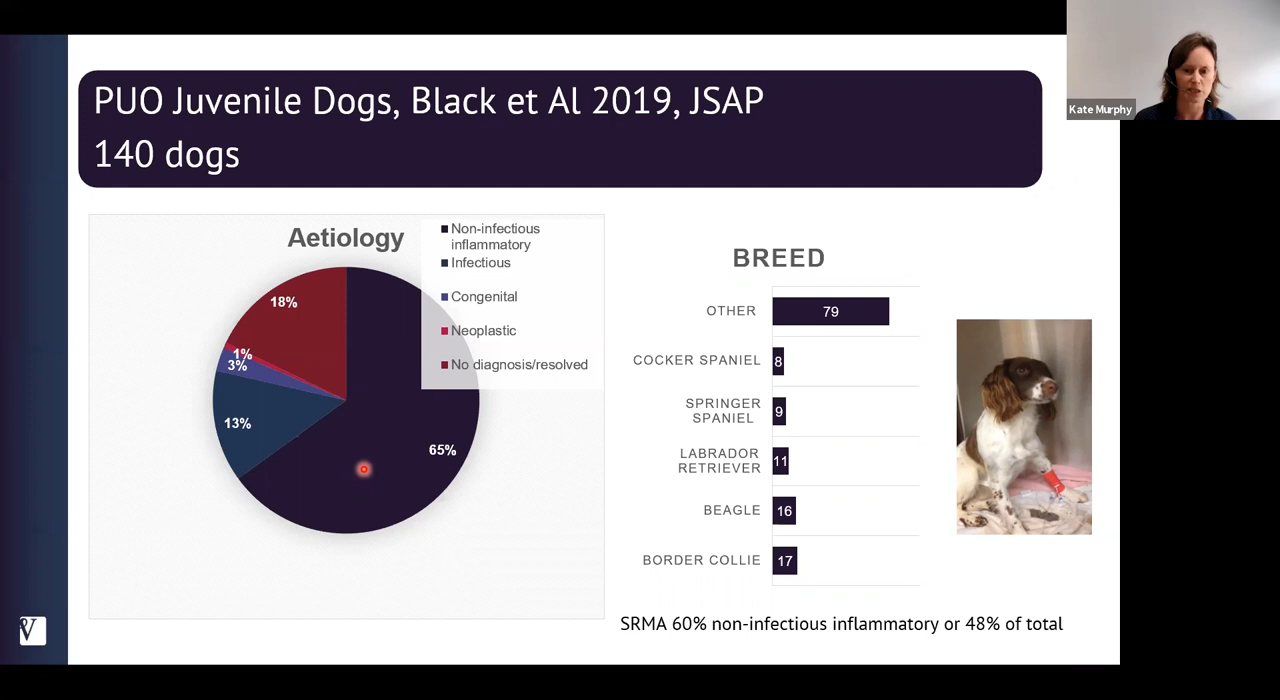 PUO Juvenile Dogs, Black et Al 2019, JSAP
140 dogs
Kate Murphy
Aetiology
Non-infectious
inflammatory
Infectious
Congenital
Neoplastic
No diagnosis/resolved
18%
1%
3%
13%
65%
BREED
OTHER 79
COCKER SPANIEL 8
SPRINGER
SPANIEL 9
LABRADOR
RETRIEVER 11
BEAGLE 16
BORDER COLLIE 17
SRMA 60% non-infectious inflammatory or 48% of total
V